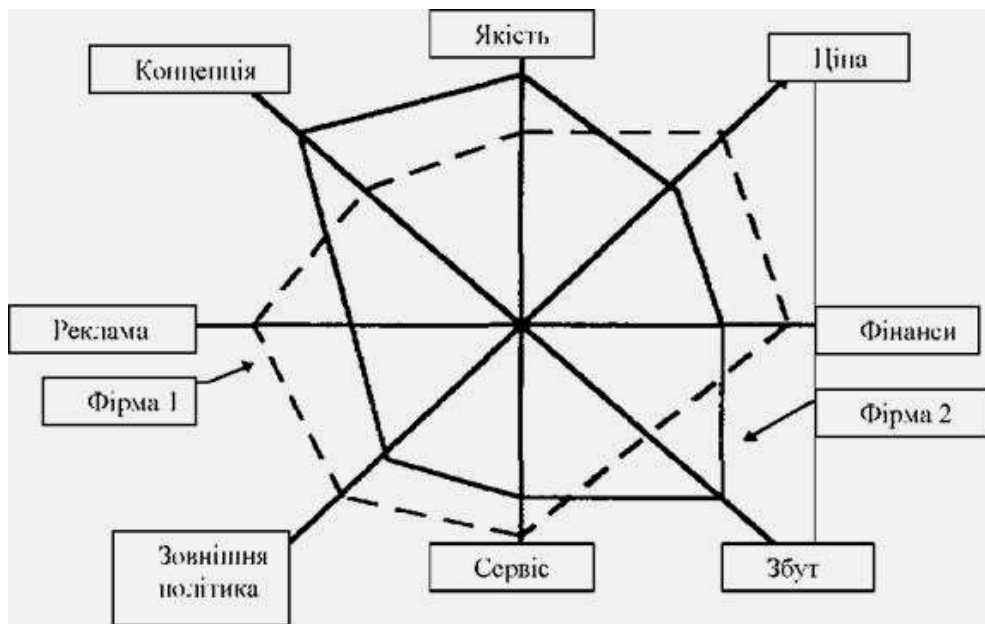 Якість
Концепція
Ціна
Реклама
Фінанси
Фірма 1
Фірма 2
Зовнішня
політика
Сервіс
Збут